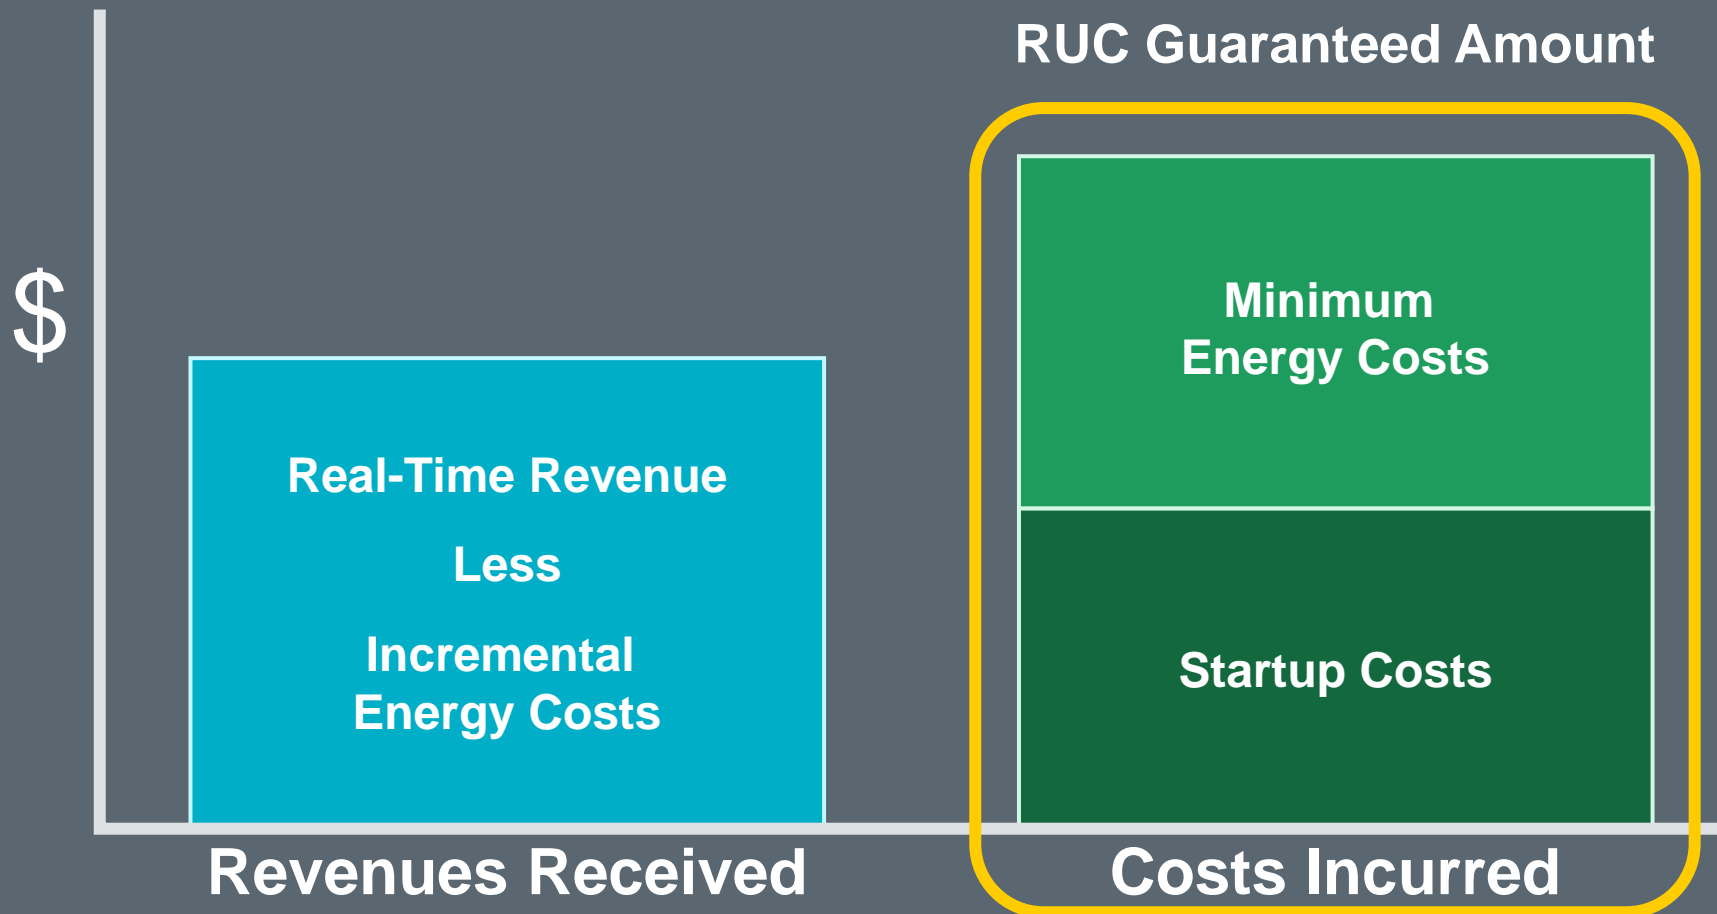 RUC Guaranteed Amount
$
Minimum
Energy Costs
Real-Time Revenue
Less
Incremental
Energy Costs
Startup Costs
Revenues Received
Costs Incurred